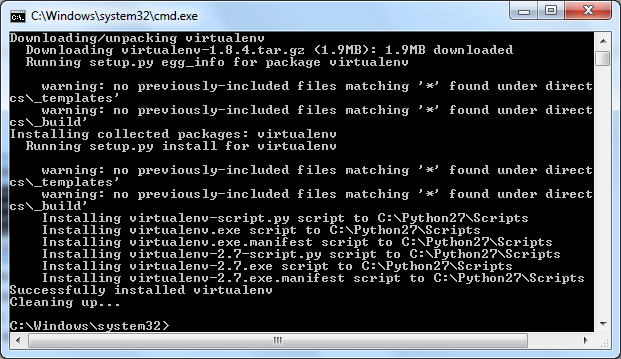 C:\Windows\system32\cmd.exe
Downloading/unpacking virtualenv
  Downloading virtualenv-1.8.4.tar.gz (1.9MB): 1.9MB downloaded
  Running setup.py egg_info for package virtualenv

    warning: no previously-included files matching '*' found under direct
cs\_templates'
    warning: no previously-included files matching '*' found under direct
cs\_build'
Installing collected packages: virtualenv
  Running setup.py install for virtualenv

    warning: no previously-included files matching '*' found under direct
cs\_templates'
    warning: no previously-included files matching '*' found under direct
cs\_build'
    Installing virtualenv-script.py script to C:\Python27\Scripts
    Installing virtualenv.exe script to C:\Python27\Scripts
    Installing virtualenv.exe.manifest script to C:\Python27\Scripts
    Installing virtualenv-2.7-script.py script to C:\Python27\Scripts
    Installing virtualenv-2.7.exe script to C:\Python27\Scripts
    Installing virtualenv-2.7.exe.manifest script to C:\Python27\Scripts
Successfully installed virtualenv
Cleaning up...

C:\Windows\system32>